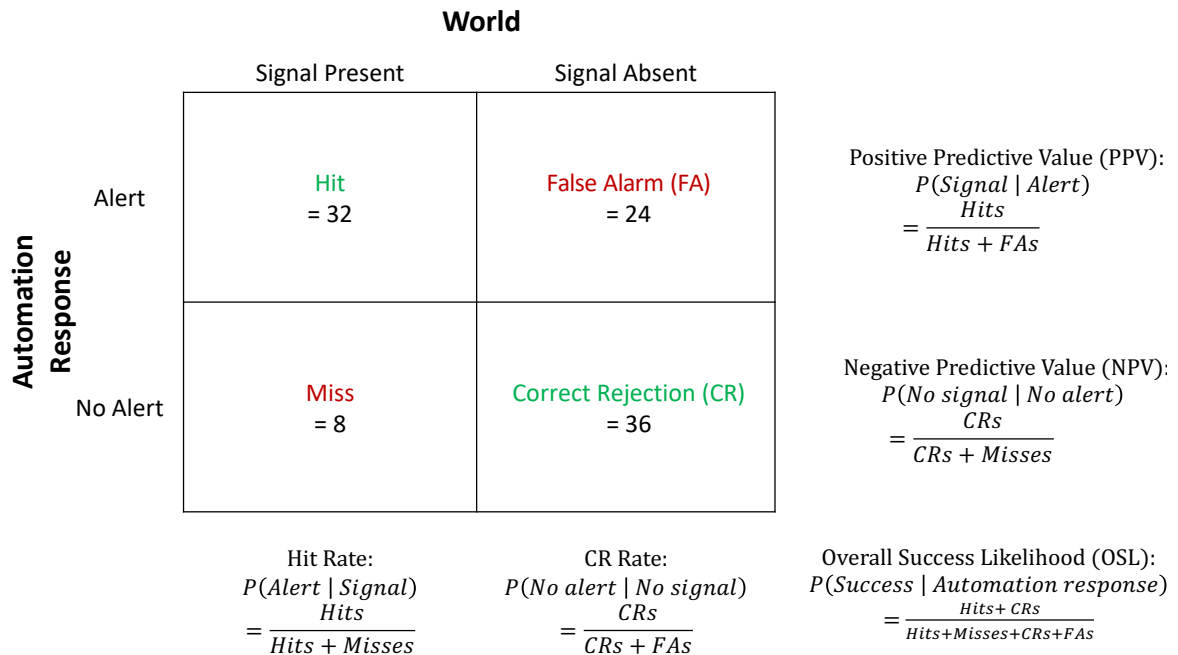 World
Signal Present
Signal Absent
Automation
Response
Alert
Hit
= 32
False Alarm (FA)
= 24
Positive Predictive Value (PPV):
P(Signal | Alert)
= Hits / Hits + FAs
No Alert
Miss
= 8
Correct Rejection (CR)
= 36
Negative Predictive Value (NPV):
P(No signal | No alert)
= CRs / CRs + Misses
Hit Rate:
P(Alert | Signal)
= Hits / Hits + Misses
CR Rate:
P(No alert | No signal)
= CRs / CRs + FAs
Overall Success Likelihood (OSL):
P(Success | Automation response)
= Hits+ CRs / Hits+Misses+CRs+FAs